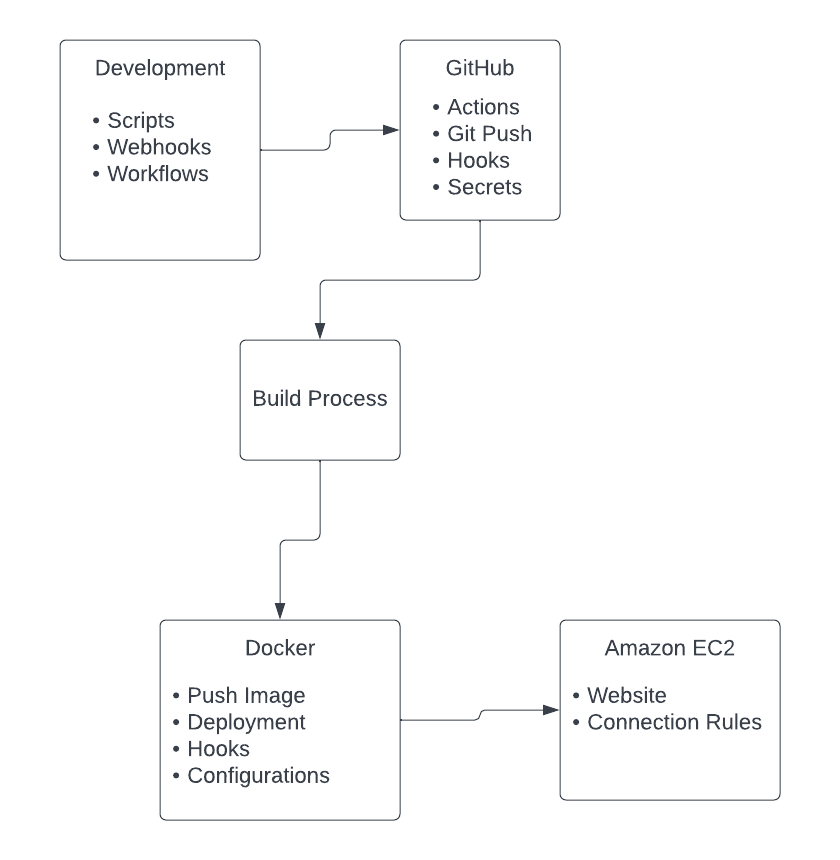 Development
• Scripts
• Webhooks
• Workflows
GitHub
• Actions
• Git Push
• Hooks
• Secrets
Build Process
Docker
• Push Image
• Deployment
• Hooks
• Configurations
Amazon EC2
• Website
• Connection Rules